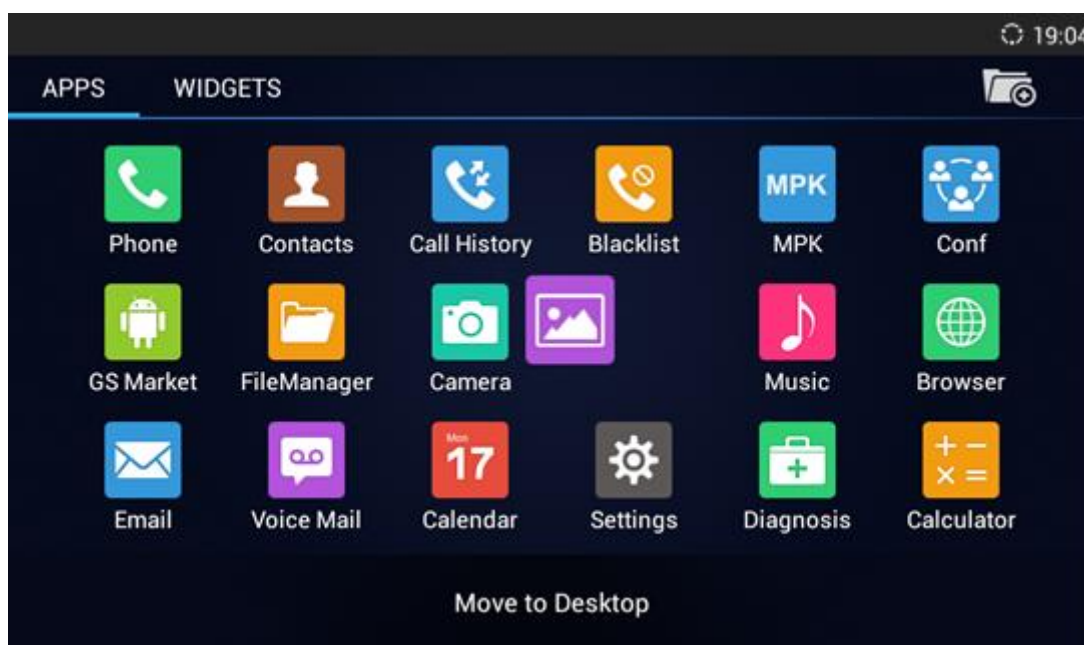 19:04
APPS WIDGETS
MPK
Phone Contacts Call History Blacklist MPK Conf
GS Market FileManager Camera Music Browser
Mon
17
Email Voice Mail Calendar Settings Diagnosis Calculator
Move to Desktop